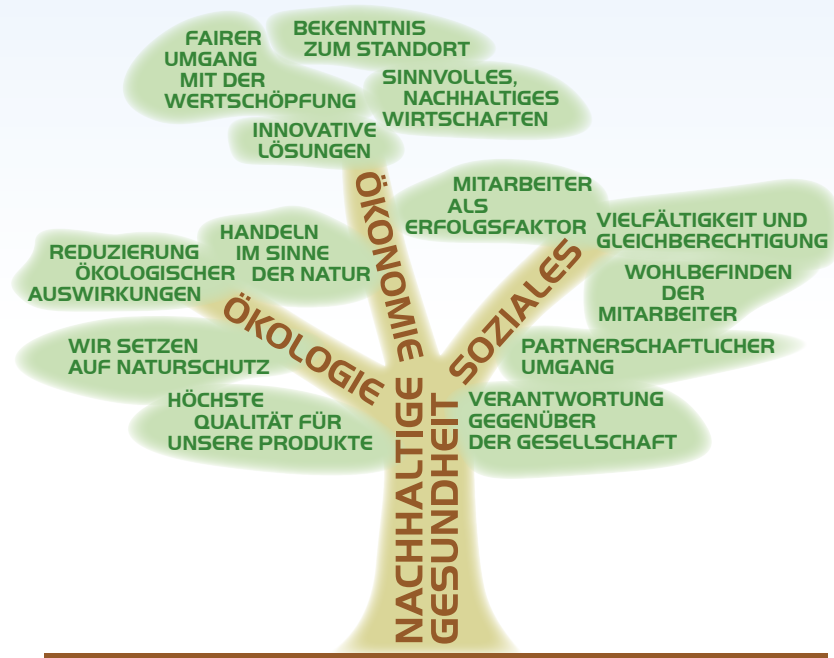 FAIRER
UMGANG
MIT DER
WERTSCHÖPFUNG
BEKENNTNIS
ZUM STANDORT
SINNVOLLES,
NACHHALTIGES
WIRTSCHAFTEN
INNOVATIVE
LÖSUNGEN
ÖKONOMIE
MITARBEITER
ALS
ERFOLGSFAKTOR
VIELFÄLTIGKEIT UND
GLEICHBERECHTIGUNG
WOHLBEFINDEN
DER
MITARBEITER
PARTNERSCHAFTLICHER
UMGANG
VERANTWORTUNG
GEGENÜBER
DER GESELLSCHAFT
SOZIALES
HANDELN
IM SINNE
DER NATUR
REDUZIERUNG
ÖKOLOGISCHER
AUSWIRKUNGEN
WIR SETZEN
AUF NATURSCHUTZ
HÖCHSTE
QUALITÄT FÜR
UNSERE PRODUKTE
ÖKOLOGIE
NACHHALTIGE
GESUNDHEIT